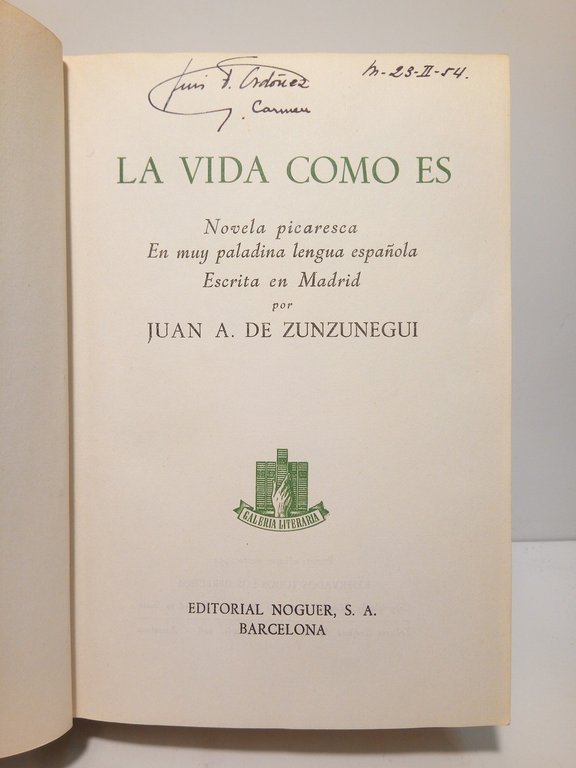 Luis P. Ordóñez
M-23-II-54.
y. Carmen
LA VIDA COMO ES
Novela picaresca
En muy paladina lengua española
Escrita en Madrid
por
JUAN A. DE ZUNZUNEGUI
GALERIA LITERARIA
EDITORIAL NOGUER, S. A.
BARCELONA